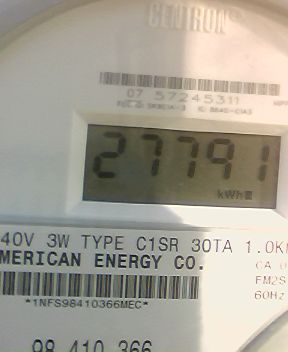 CENTRON®
07 57245311
27791
kWh
40V 3W TYPE C1SR 30TA 1.0K
MERICAN ENERGY CO.
CA 0
FM2S
60Hz
*1NFS98410366MEC*
98 410 366